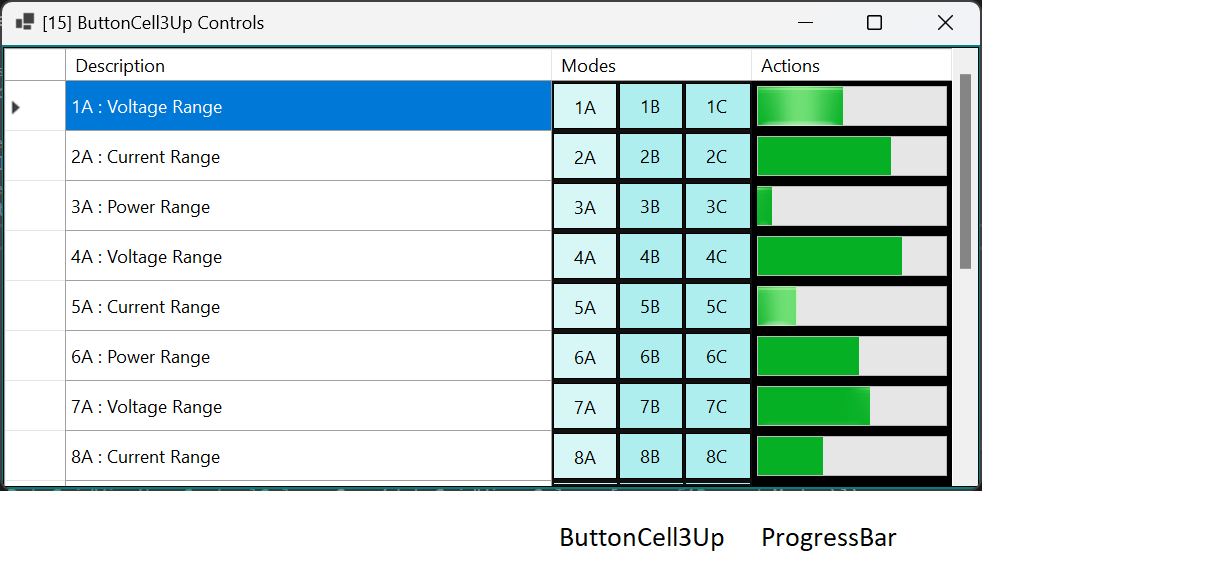 [15] ButtonCell3Up Controls
Description Modes Actions
1A : Voltage Range 1A 1B 1C
2A : Current Range 2A 2B 2C
3A : Power Range 3A 3B 3C
4A : Voltage Range 4A 4B 4C
5A : Current Range 5A 5B 5C
6A : Power Range 6A 6B 6C
7A : Voltage Range 7A 7B 7C
8A : Current Range 8A 8B 8C
ButtonCell3Up ProgressBar